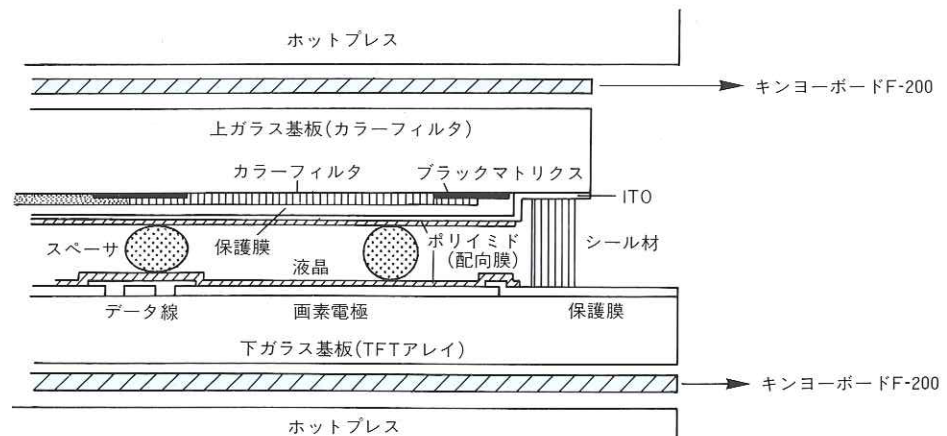 ホットプレス
キンヨーボードF-200
上ガラス基板(カラーフィルタ)
カラーフィルタ
ブラックマトリクス
ITO
スペーサ
保護膜
ポリイミド
(配向膜)
シール材
液晶
データ線
画素電極
保護膜
下ガラス基板(TFTアレイ)
キンヨーボードF-200
ホットプレス